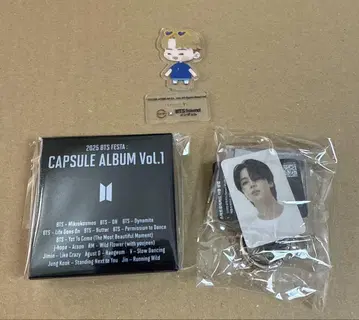 2025 BTS FESTA :
CAPSULE ALBUM Vol.1
BTS - Mikrokosmos BTS - ON BTS - Dynamite
BTS - Life Goes On BTS - Butter BTS - Permission to Dance
BTS - Yet To Come (The Most Beautiful Moment)
j-hope - Arson RM - Wild Flower (with youjeen)
Jimin - Like Crazy Agust D - Haegeum V - Slow Dancing
Jung Kook - Standing Next to You Jin - Running Wild